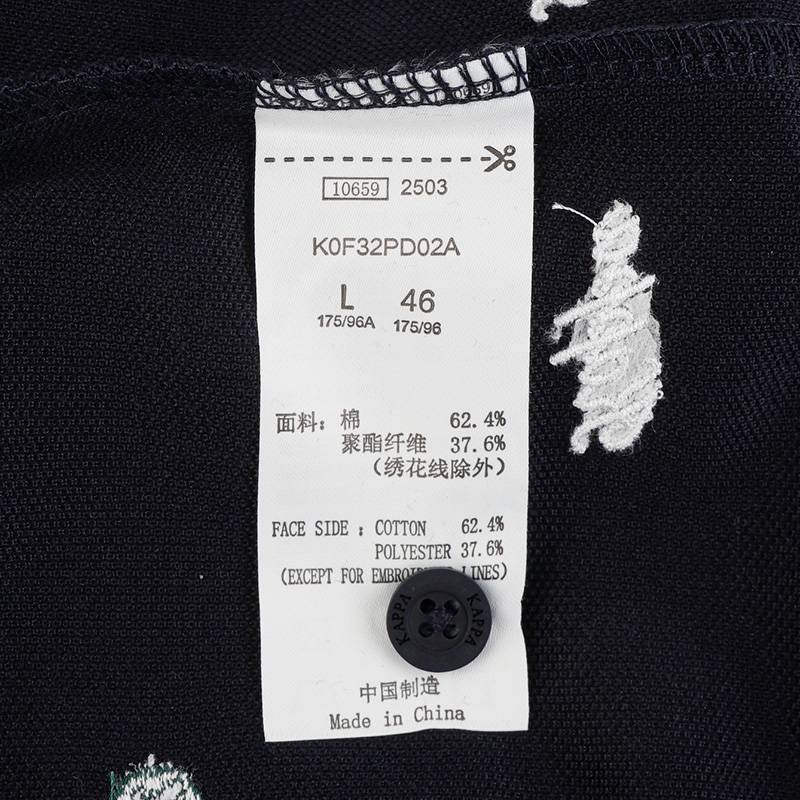 10659 2503
K0F32PD02A
L 46
175/96A 175/96
面料：棉 62.4%
聚酯纤维 37.6%
（绣花线除外）
FACE SIDE : COTTON 62.4%
POLYESTER 37.6%
(EXCEPT FOR LINES)
KAPPA KAPPA
中国制造
Made in China